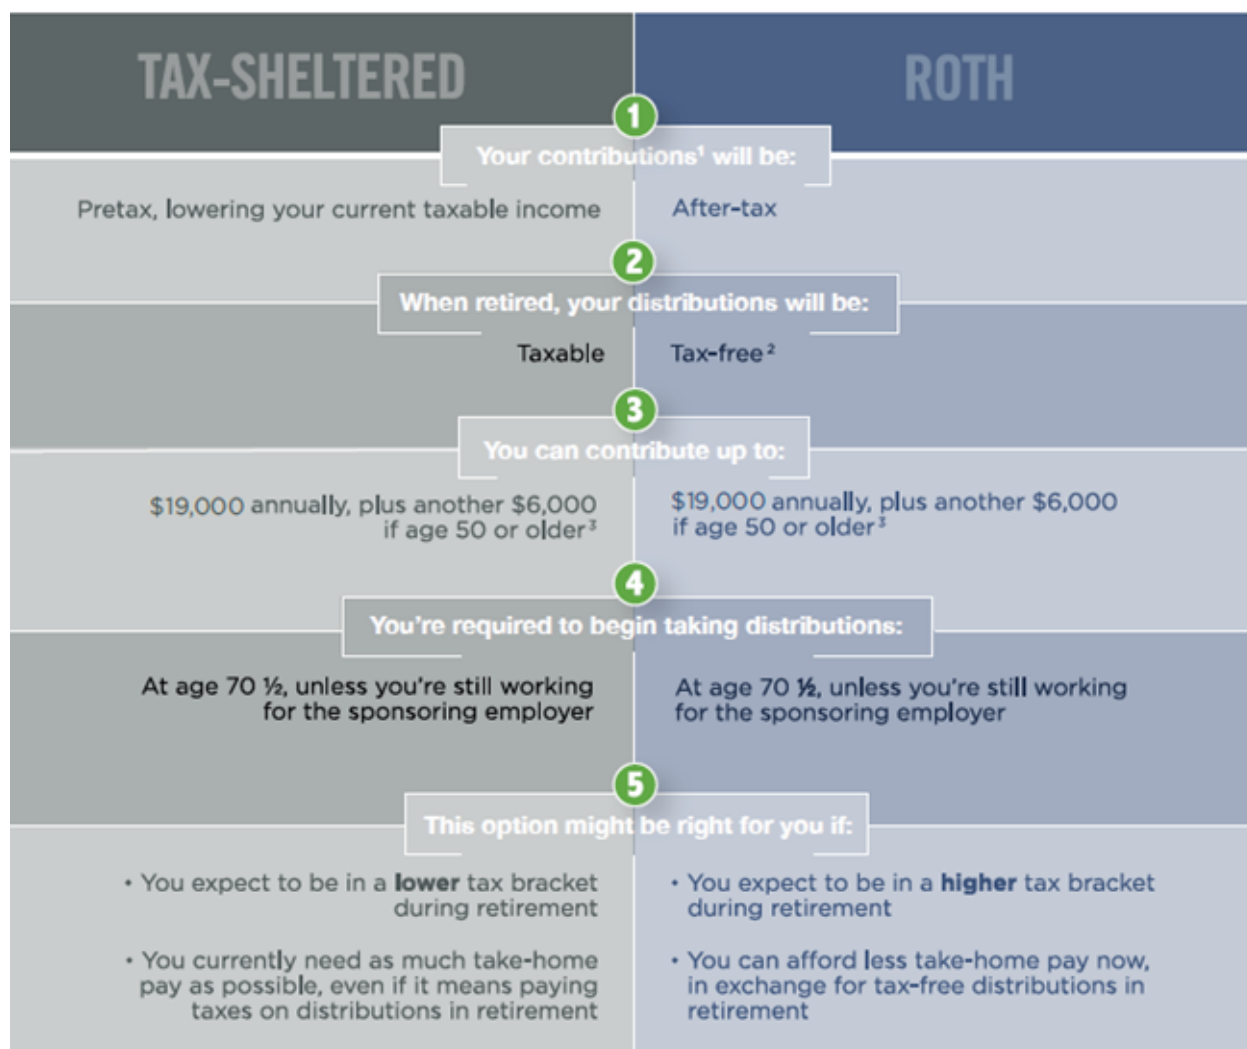 TAX-SHELTERED
ROTH
1
Your contributions¹ will be:
Pretax, lowering your current taxable income
After-tax
2
When retired, your distributions will be:
Taxable
Tax-free²
3
You can contribute up to:
$19,000 annually, plus another $6,000
if age 50 or older³
$19,000 annually, plus another $6,000
if age 50 or older³
4
You're required to begin taking distributions:
At age 70 ½, unless you're still working
for the sponsoring employer
At age 70 ½, unless you're still working
for the sponsoring employer
5
This option might be right for you if:
• You expect to be in a lower tax bracket
during retirement
• You currently need as much take-home
pay as possible, even if it means paying
taxes on distributions in retirement
• You expect to be in a higher tax bracket
during retirement
• You can afford less take-home pay now,
in exchange for tax-free distributions in
retirement